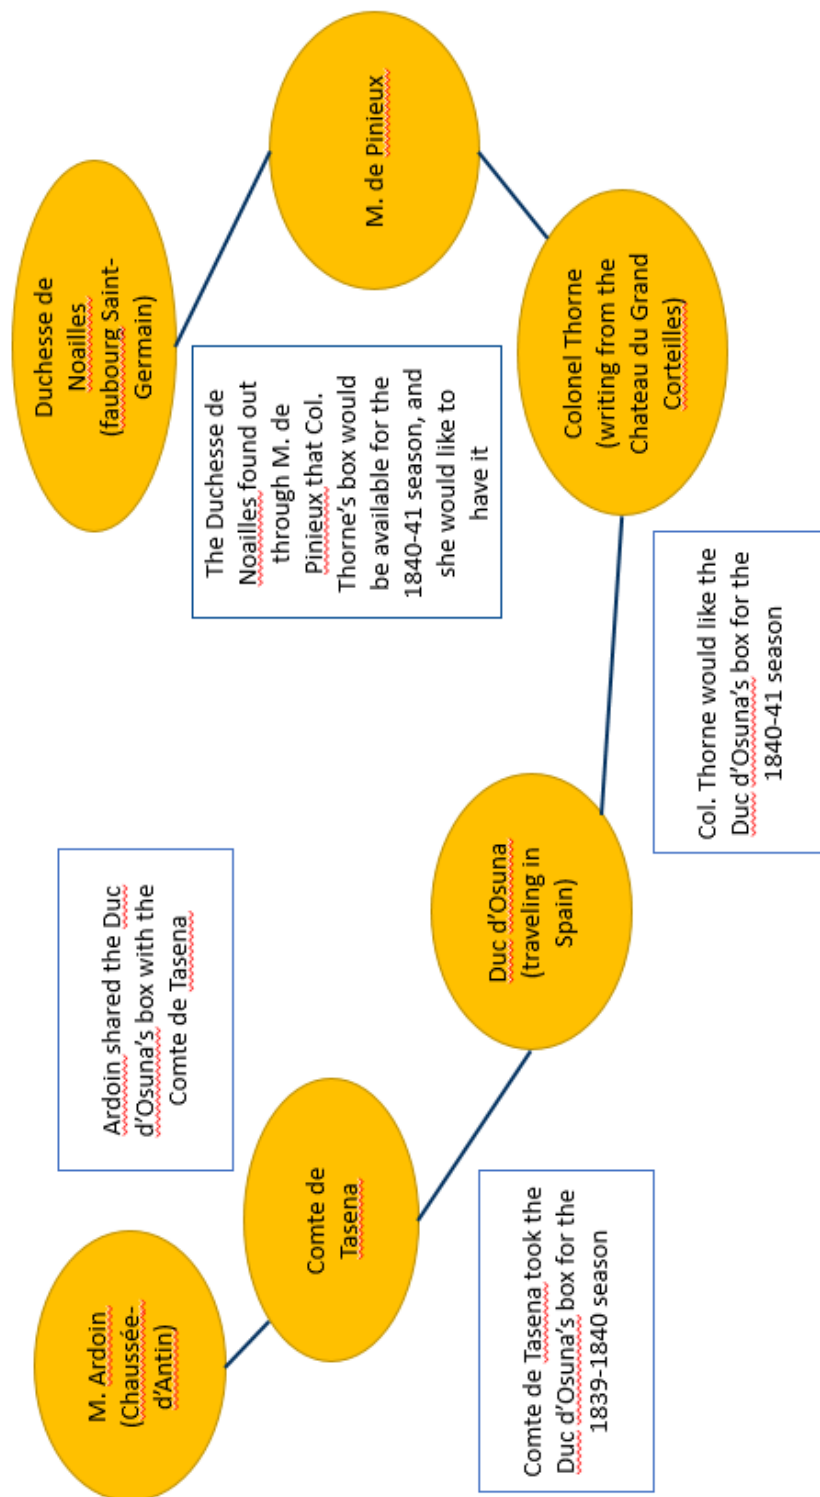 M. Ardoin
(Chaussée-
d'Antin)
Ardoin shared the Duc
d'Osuna's box with the
Comte de Tasena
Comte de
Tasena
Comte de Tasena took the
Duc d'Osuna's box for the
1839-1840 season
Duc d'Osuna
(traveling in
Spain)
Col. Thorne would like the
Duc d'Osuna's box for the
1840-41 season
Colonel Thorne
(writing from the
Chateau du Grand
Corteilles)
The Duchesse de
Noailles found out
through M. de
Pinieux that Col.
Thorne's box would
be available for the
1840-41 season, and
she would like to
have it
M. de Pinieux
Duchesse de
Noailles
(faubourg Saint-
Germain)